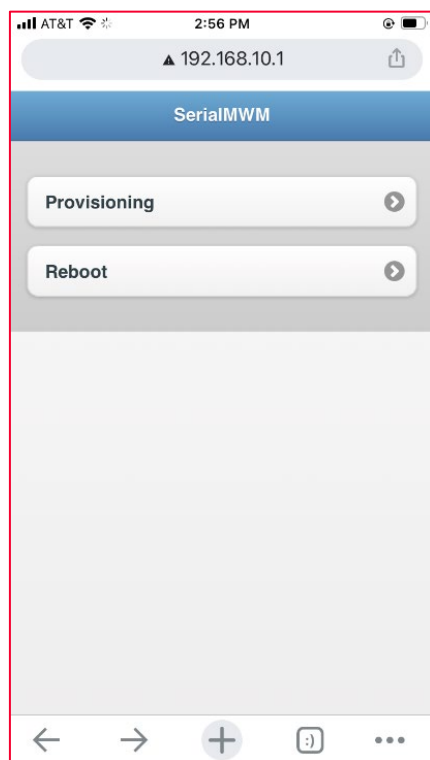 AT&T 2:56 PM
192.168.10.1
SerialMWM
Provisioning
Reboot
:)